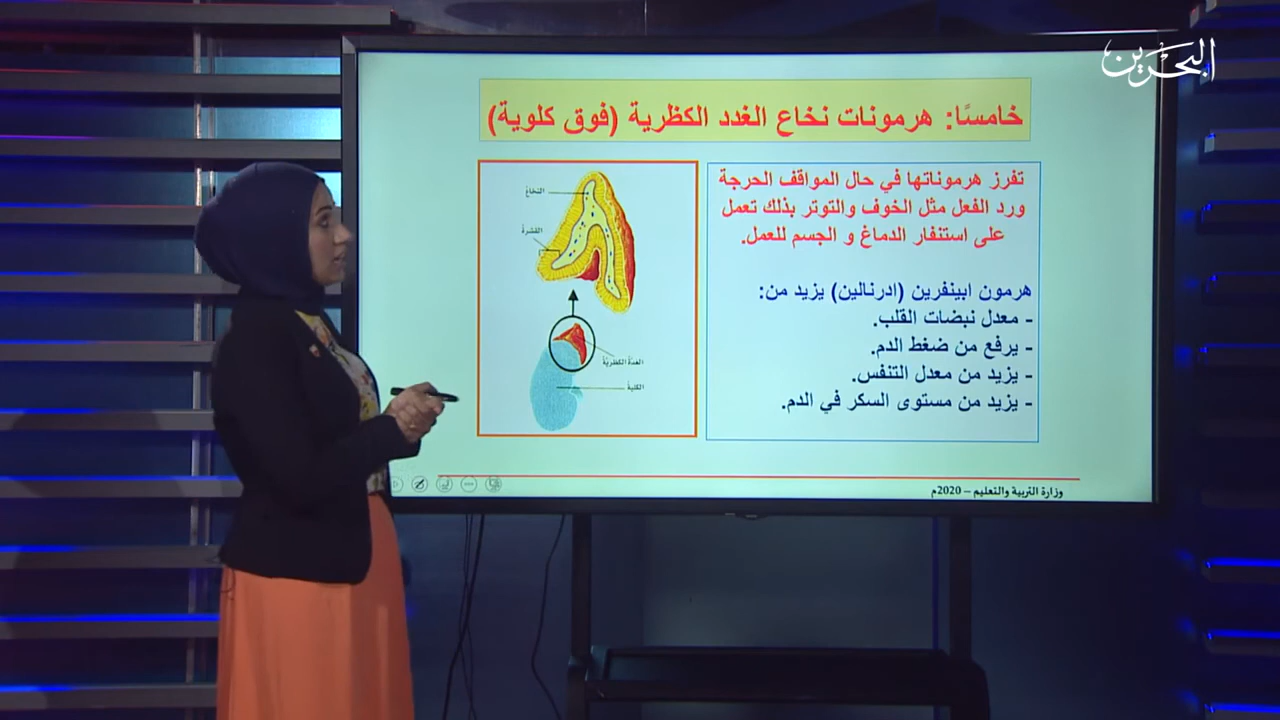 البحرين
خامسًا: هرمونات نخاع الغدد الكظرية (فوق كلوية)
تفرز هرموناتها في حال المواقف الحرجة
ورد الفعل مثل الخوف والتوتر بذلك تعمل
على استنفار الدماغ و الجسم للعمل.
هرمون ابينفرين (ادرنالين) يزيد من:
- معدل نبضات القلب.
- يرفع من ضغط الدم.
- يزيد من معدل التنفس.
- يزيد من مستوى السكر في الدم.
النخاع
القشرة
الغدة الكظرية
الكلية
وزارة التربية والتعليم – 2020م